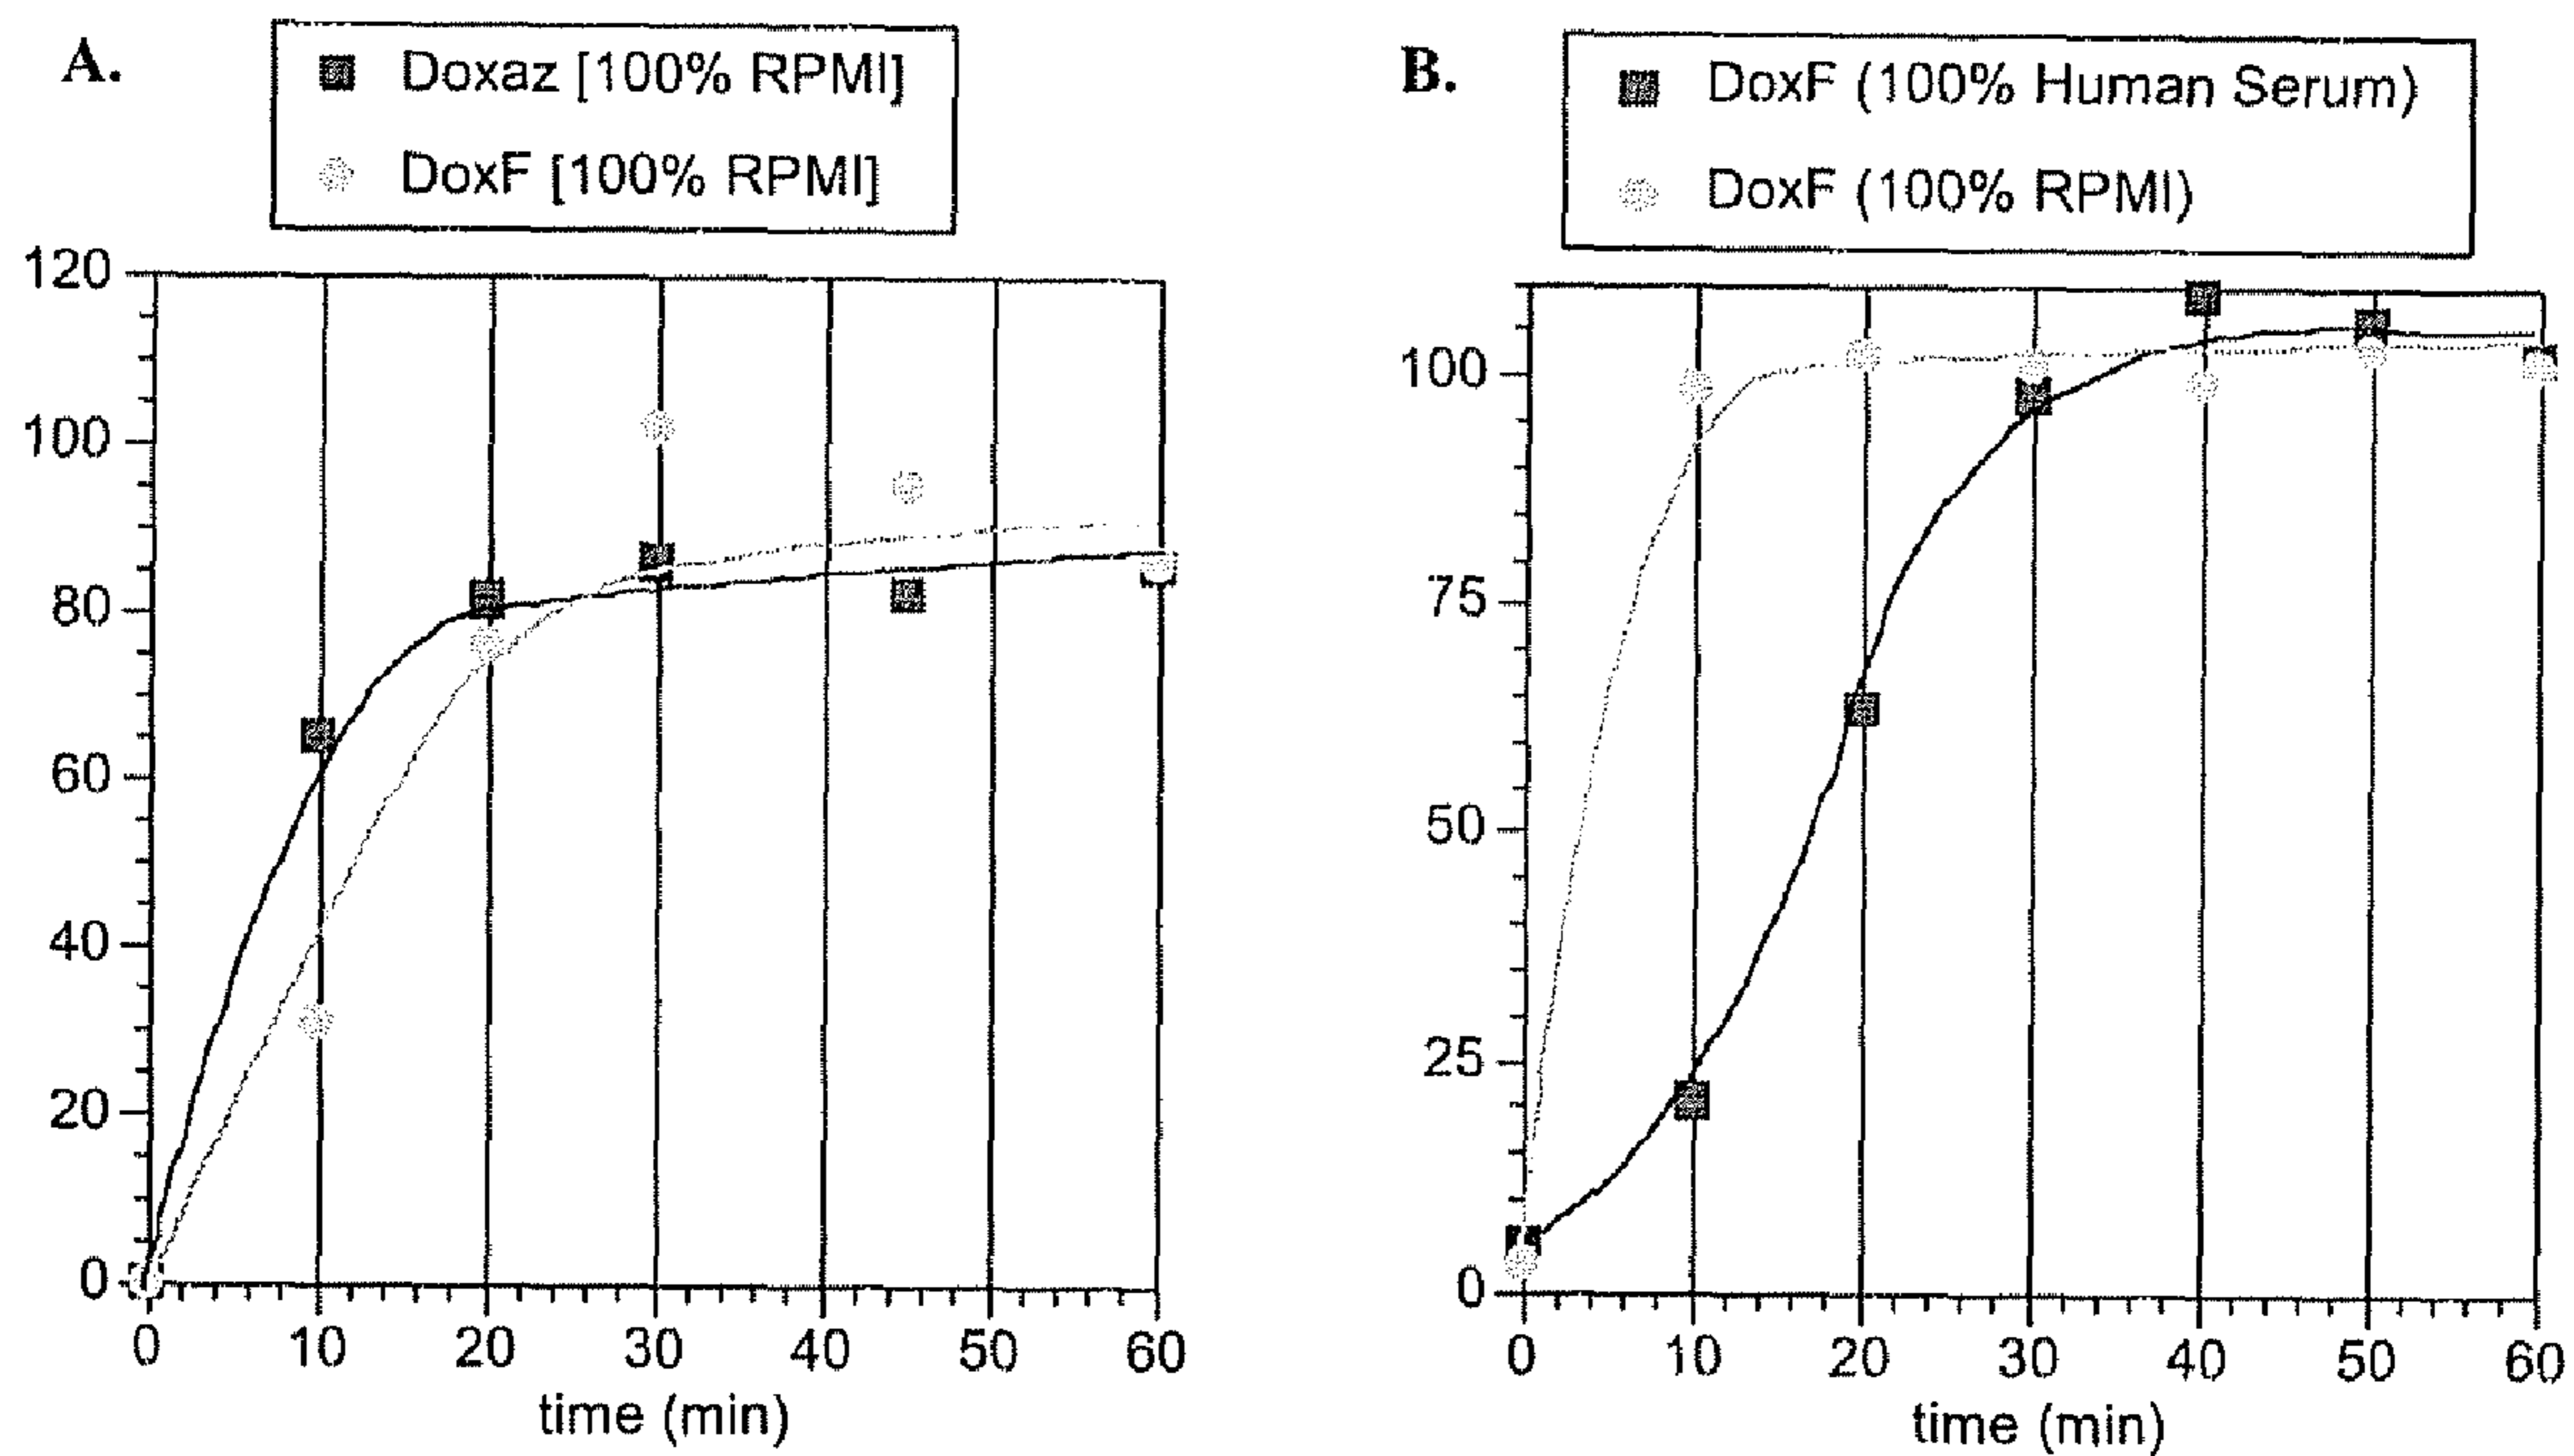 A.
Doxaz [100% RPMI]
DoxF [100% RPMI]
120
100
80
60
40
20
0
0 10 20 30 40 50 60
time (min)
B.
DoxF (100% Human Serum)
DoxF (100% RPMI)
100
75
50
25
0
0 10 20 30 40 50 60
time (min)